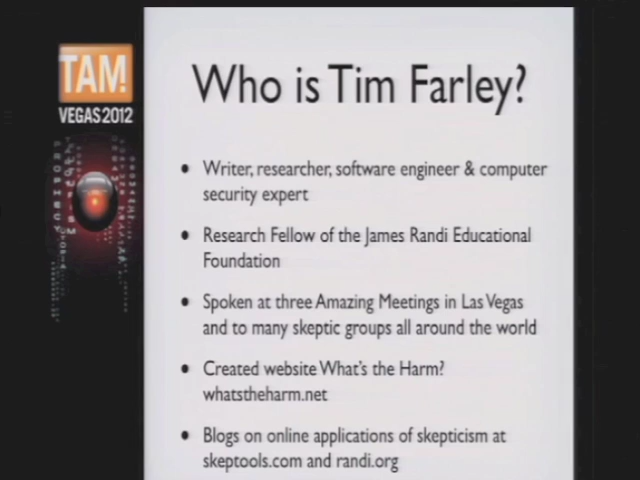 TAM!
VEGAS 2012
Who is Tim Farley?
• Writer, researcher, software engineer & computer
security expert
• Research Fellow of the James Randi Educational
Foundation
• Spoken at three Amazing Meetings in Las Vegas
and to many skeptic groups all around the world
• Created website What's the Harm?
whatstheharm.net
• Blogs on online applications of skepticism at
skeptools.com and randi.org